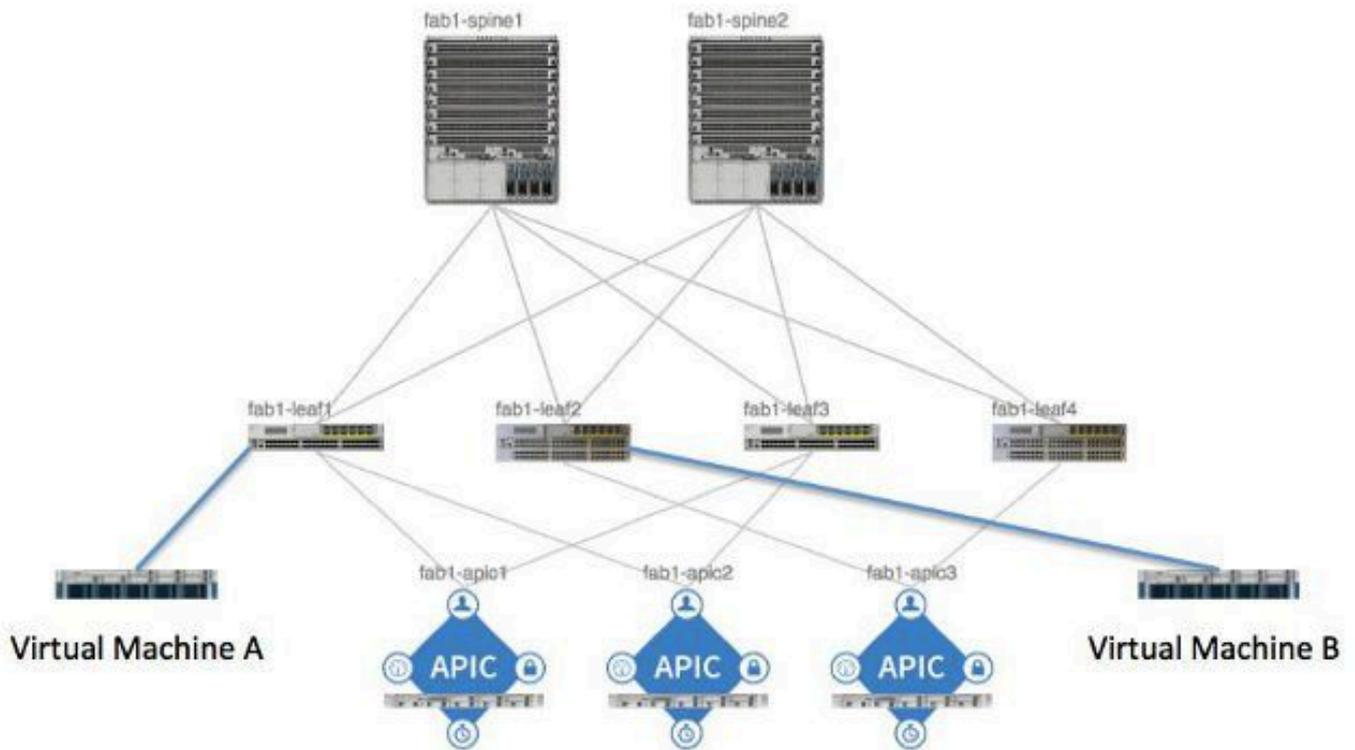 fab1-spine1
fab1-spine2
fab1-leaf1
fab1-leaf2
fab1-leaf3
fab1-leaf4
fab1-apic1
fab1-apic2
fab1-apic3
Virtual Machine A
APIC
APIC
APIC
Virtual Machine B